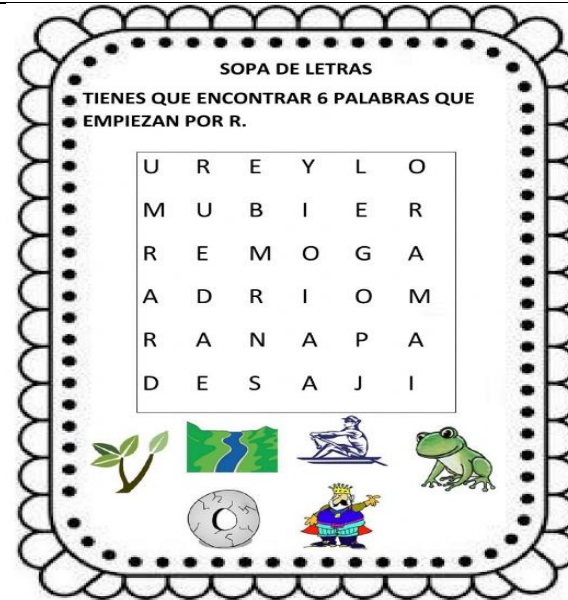 SOPA DE LETRAS
TIENES QUE ENCONTRAR 6 PALABRAS QUE
EMPIEZAN POR R.
U R E Y L O
M U B I E R
R E M O G A
A D R I O M
R A N A P A
D E S A J I